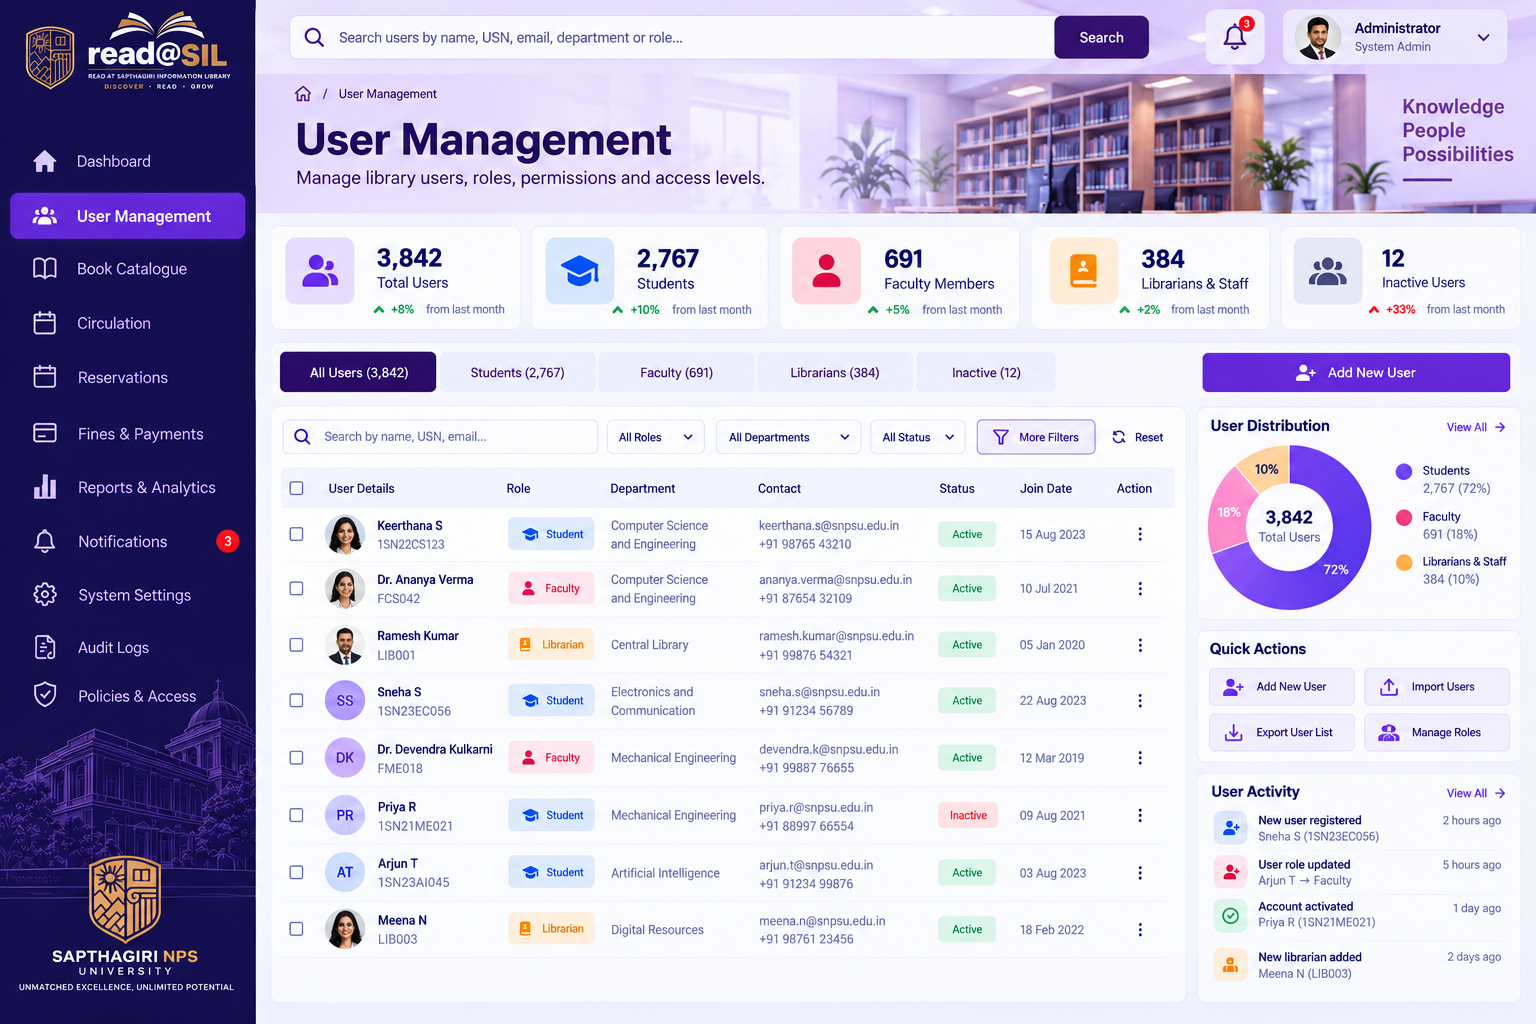 read@SIL
READ AT SAPTHAGIRI INFORMATION LIBRARY
DISCOVER • READ • GROW
Dashboard
User Management
Book Catalogue
Circulation
Reservations
Fines & Payments
Reports & Analytics
Notifications
3
System Settings
Audit Logs
Policies & Access
SAPTHAGIRI NPS
UNIVERSITY
UNMATCHED EXCELLENCE, UNLIMITED POTENTIAL
Search users by name, USN, email, department or role...
Search
3
Administrator
System Admin
/ User Management
User Management
Manage library users, roles, permissions and access levels.
Knowledge
People
Possibilities
3,842
Total Users
+8% from last month
2,767
Students
+10% from last month
691
Faculty Members
+5% from last month
384
Librarians & Staff
+2% from last month
12
Inactive Users
+33% from last month
All Users (3,842)
Students (2,767)
Faculty (691)
Librarians (384)
Inactive (12)
Add New User
Search by name, USN, email...
All Roles
All Departments
All Status
More Filters
Reset
User Details Role Department Contact Status Join Date Action
Keerthana S
1SN22CS123
Student
Computer Science
and Engineering
keerthana.s@snpsu.edu.in
+91 98765 43210
Active
15 Aug 2023
Dr. Ananya Verma
FCS042
Faculty
Computer Science
and Engineering
ananya.verma@snpsu.edu.in
+91 87654 32109
Active
10 Jul 2021
Ramesh Kumar
LIB001
Librarian
Central Library
ramesh.kumar@snpsu.edu.in
+91 99876 54321
Active
05 Jan 2020
SS
Sneha S
1SN23EC056
Student
Electronics and
Communication
sneha.s@snpsu.edu.in
+91 91234 56789
Active
22 Aug 2023
DK
Dr. Devendra Kulkarni
FME018
Faculty
Mechanical Engineering
devendra.k@snpsu.edu.in
+91 99887 76655
Active
12 Mar 2019
PR
Priya R
1SN21ME021
Student
Mechanical Engineering
priya.r@snpsu.edu.in
+91 88997 66554
Inactive
09 Aug 2021
AT
Arjun T
1SN23AI045
Student
Artificial Intelligence
arjun.t@snpsu.edu.in
+91 91234 99876
Active
03 Aug 2023
Meena N
LIB003
Librarian
Digital Resources
meena.n@snpsu.edu.in
+91 98761 23456
Active
18 Feb 2022
User Distribution
View All →
10%
18%
72%
3,842
Total Users
Students
2,767 (72%)
Faculty
691 (18%)
Librarians & Staff
384 (10%)
Quick Actions
Add New User
Import Users
Export User List
Manage Roles
User Activity
View All →
New user registered
Sneha S (1SN23EC056)
2 hours ago
User role updated
Arjun T → Faculty
5 hours ago
Account activated
Priya R (1SN21ME021)
1 day ago
New librarian added
Meena N (LIB003)
2 days ago